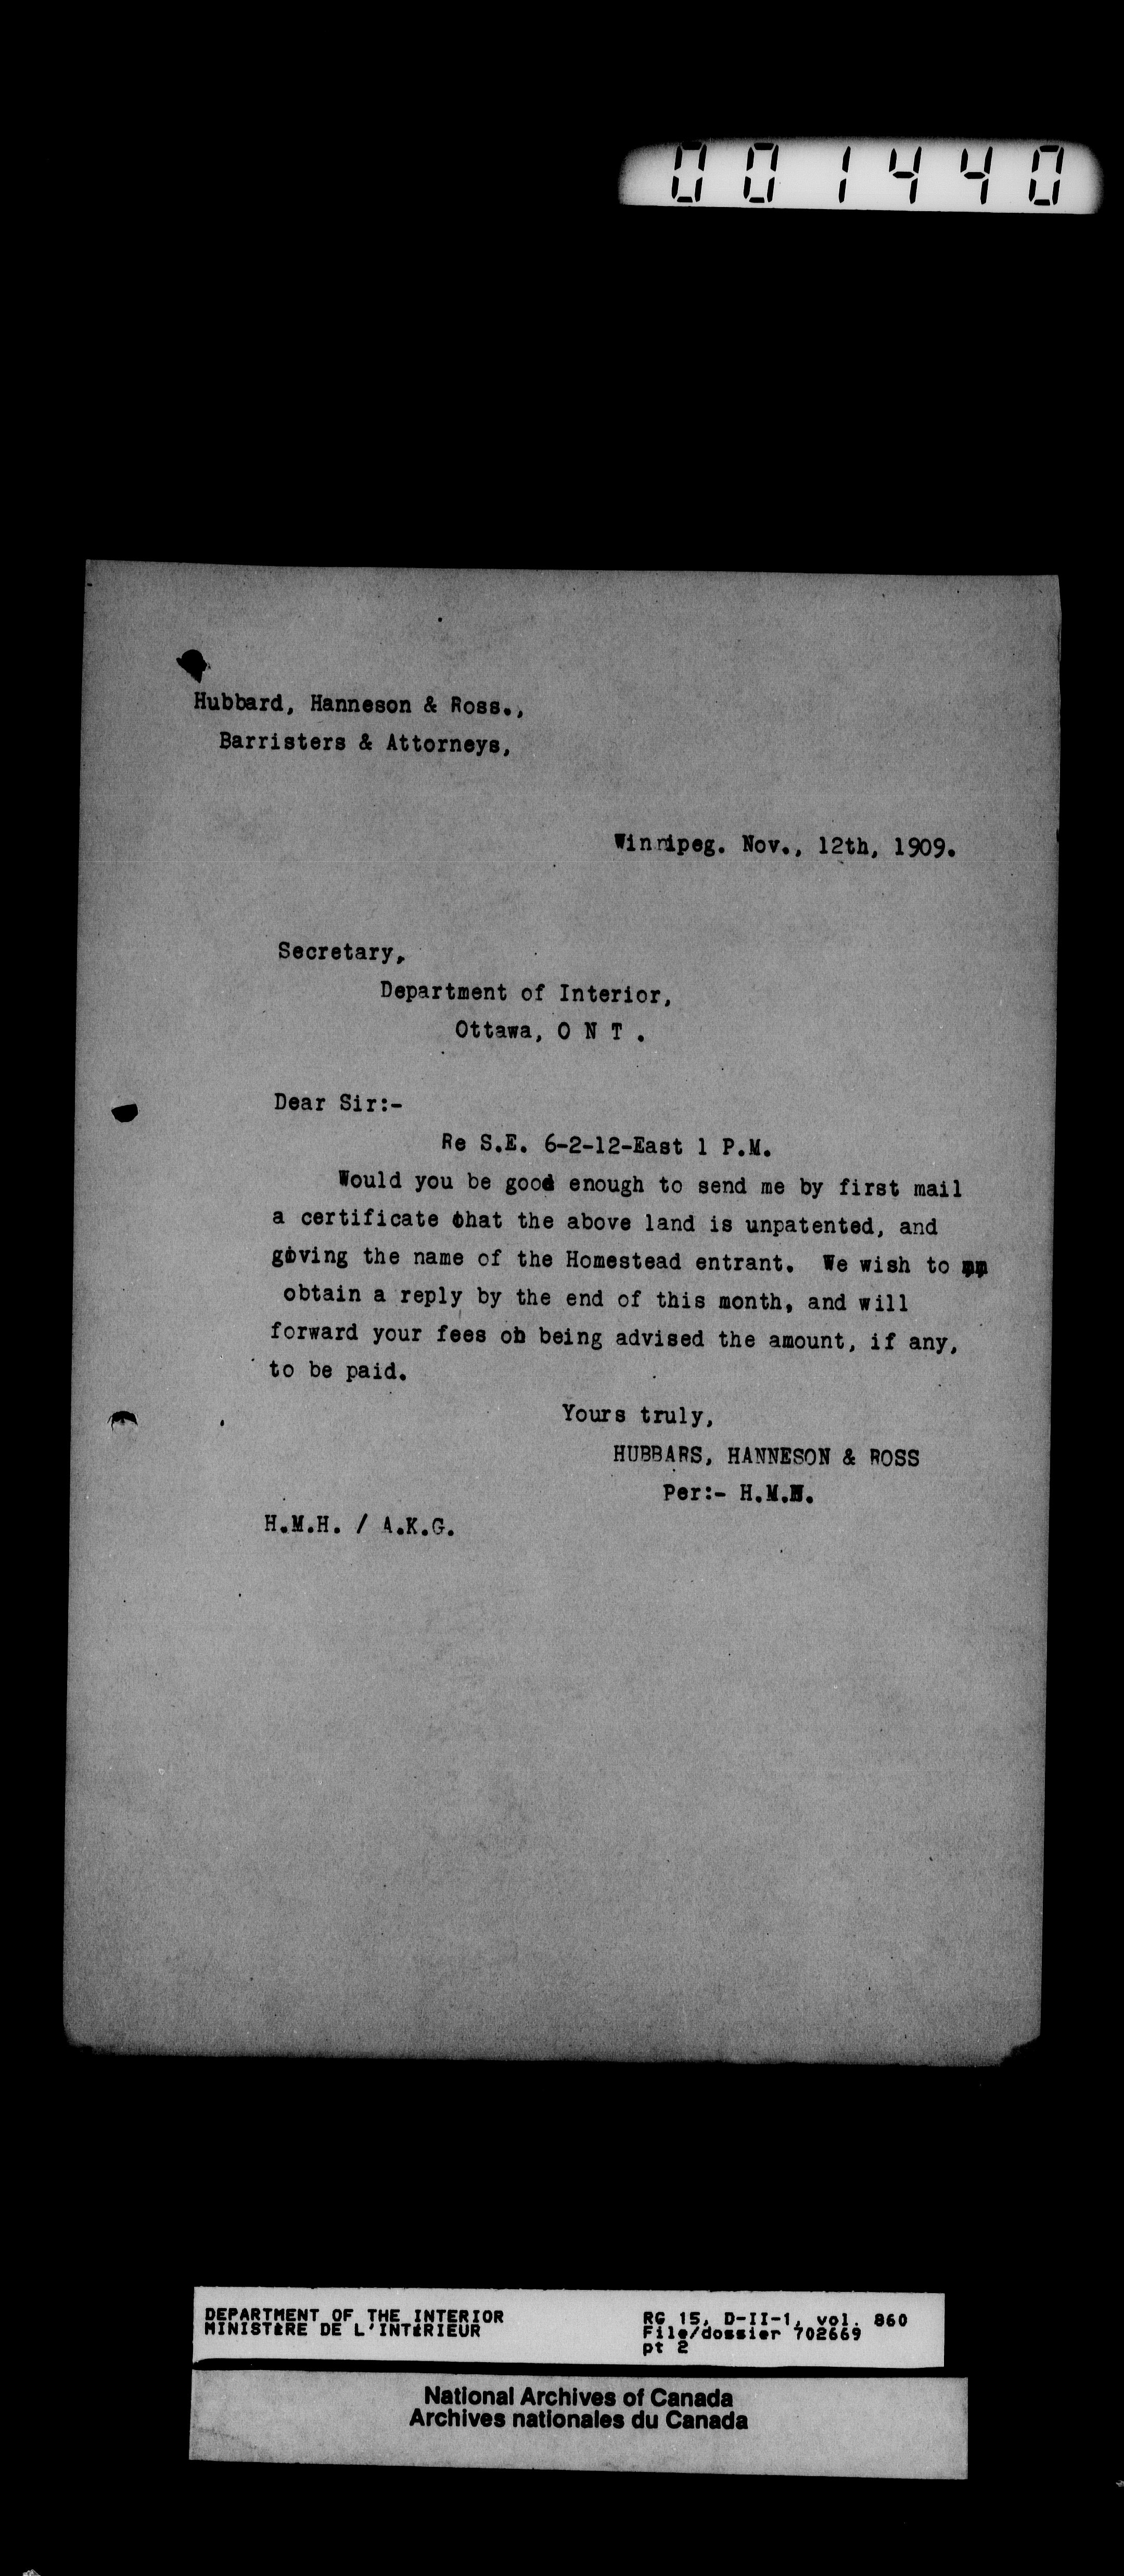 001440
Hubbard, Hanneson & Ross.,
Barristers & Attorneys,
Winnipeg. Nov., 12th, 1909.
Secretary,
Department of Interior,
Ottawa, O N T .
Dear Sir:-
Re S.E. 6-2-12-East 1 P.M.
Would you be good enough to send me by first mail
a certificate that the above land is unpatented, and
giving the name of the Homestead entrant. We wish to
obtain a reply by the end of this month, and will
forward your fees on being advised the amount, if any,
to be paid.
Yours truly,
HUBBARS, HANNESON & ROSS
Per:- H.M.H.
H.M.H. / A.K.G.
DEPARTMENT OF THE INTERIOR
MINISTÈRE DE L'INTÉRIEUR
RG 15, D-II-1, vol. 860
File/dossier 702669
pt 2
National Archives of Canada
Archives nationales du Canada